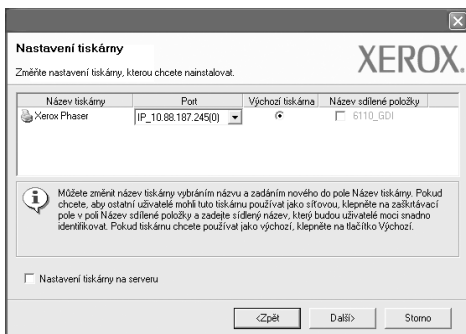 Nastavení tiskárny
XEROX.
Změňte nastavení tiskárny, kterou chcete nainstalovat.
Název tiskárny Port Výchozí tiskárna Název sdílené položky
Xerox Phaser IP_10.88.187.245(0) 6110_GDI
Můžete změnit název tiskárny vybráním názvu a zadáním nového do pole Název tiskárny. Pokud
chcete, aby ostatní uživatelé mohli tuto tiskárnu používat jako síťovou, klepněte na zaškrtávací
pole v poli Název sdílené položky a zadejte sídlený název, který budou uživatelé moci snadno
identifikovat. Pokud tiskárnu chcete používat jako výchozí, klepněte na tlačítko Výchozí.
Nastavení tiskárny na serveru
<Zpět Další> Storno